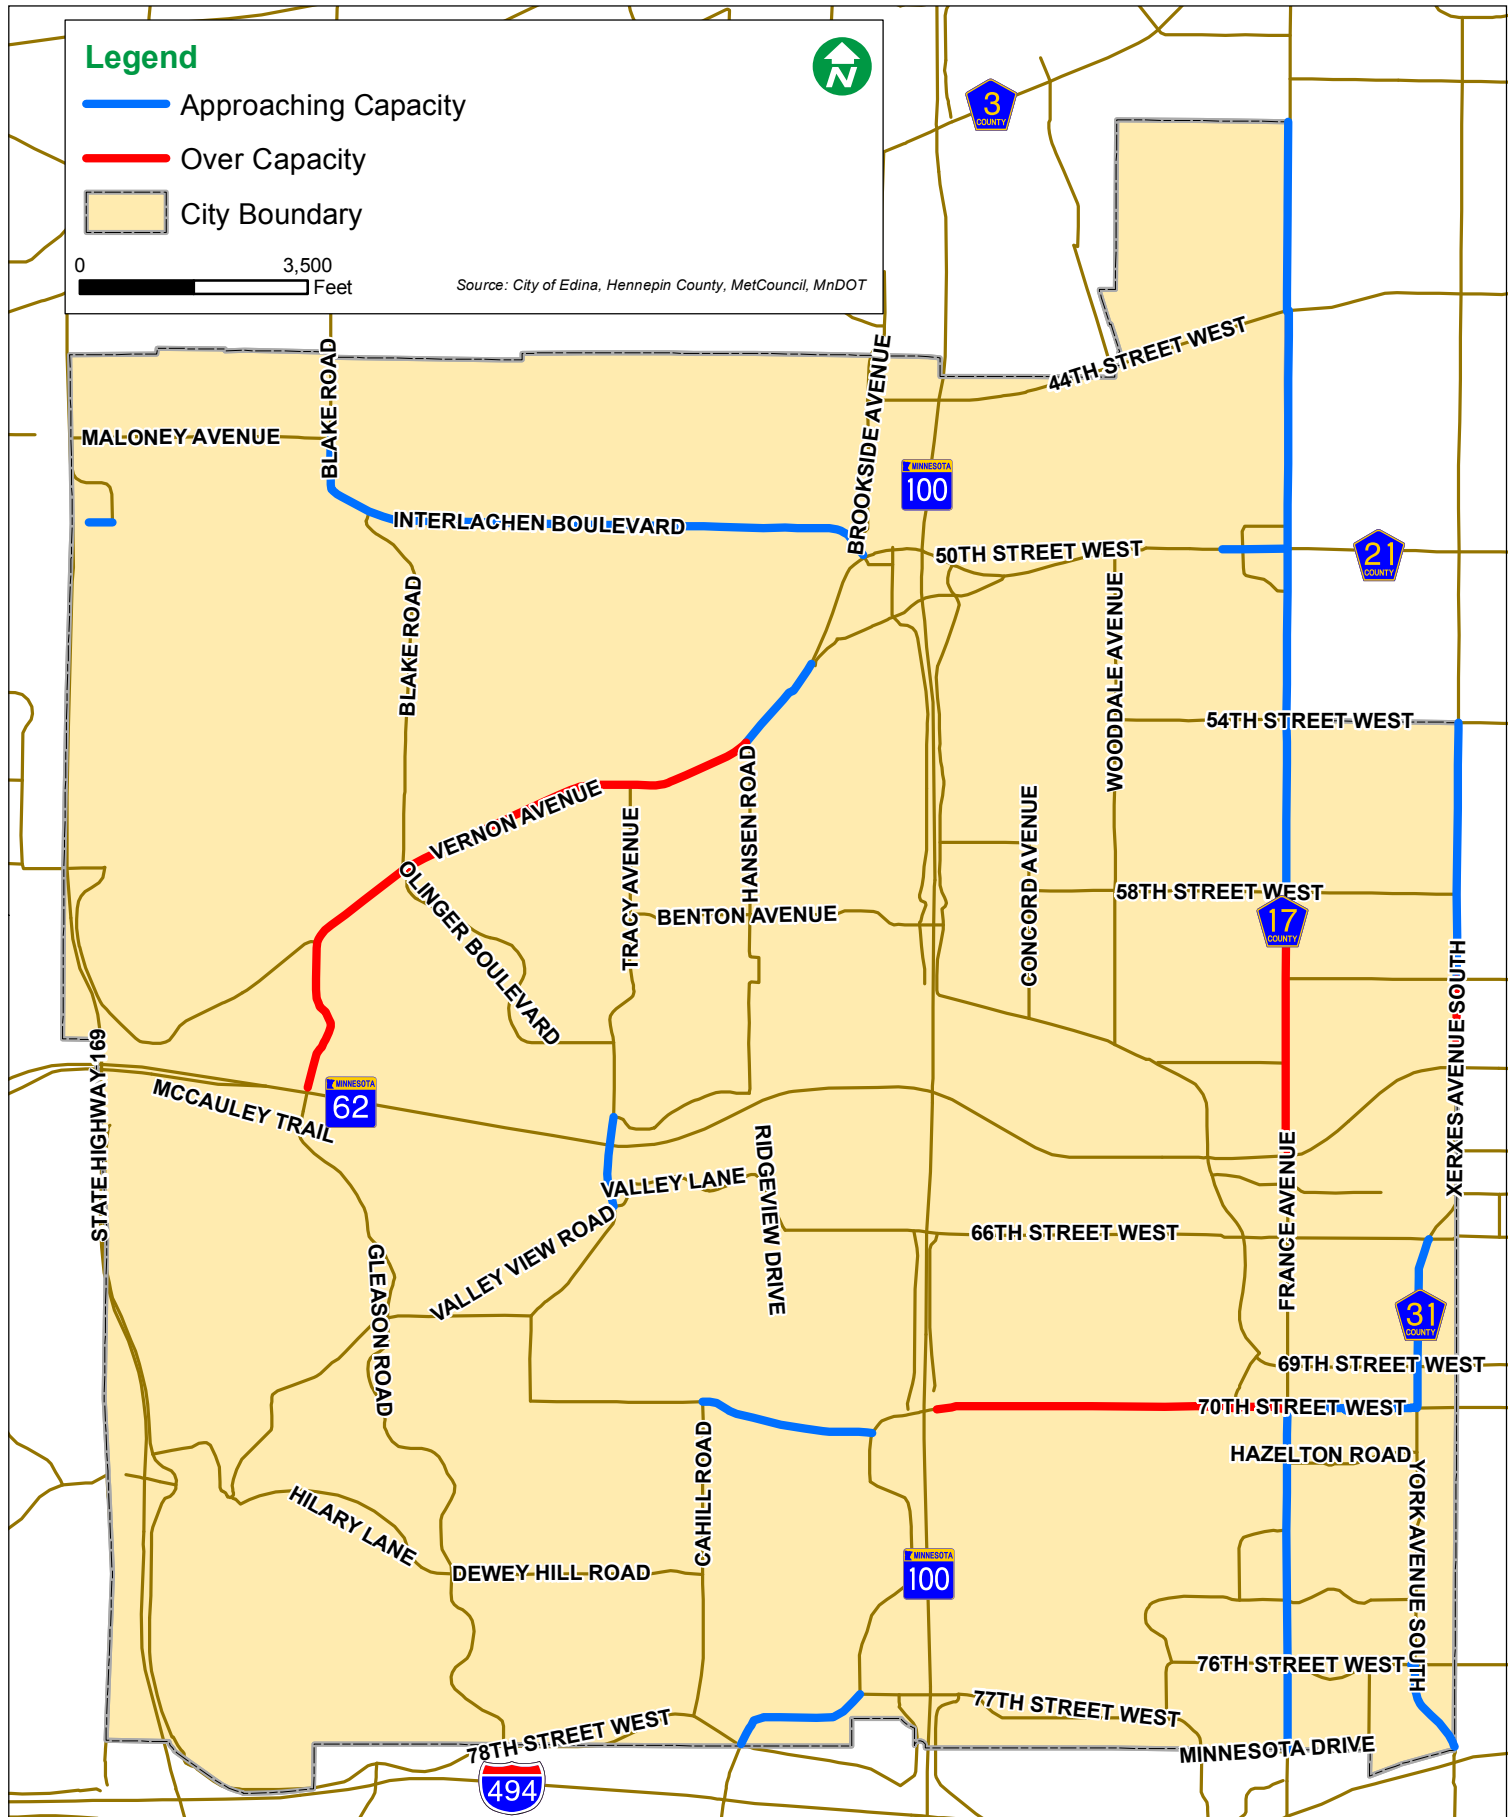 Legend
N
Approaching Capacity
Over Capacity
City Boundary
0 3,500
Feet
Source: City of Edina, Hennepin County, MetCouncil, MnDOT
3
COUNTY
44TH STREET WEST
BLAKE ROAD
BROOKSIDE AVENUE
MALONEY AVENUE
MINNESOTA
100
INTERLACHEN BOULEVARD
50TH STREET WEST
21
COUNTY
BLAKE ROAD
WOODDALE AVENUE
54TH STREET WEST
VERNON AVENUE
HANSEN ROAD
TRACY AVENUE
CONCORD AVENUE
OLINGER BOULEVARD
58TH STREET WEST
BENTON AVENUE
17
COUNTY
XERXES AVENUE SOUTH
STATE HIGHWAY 169
MINNESOTA
62
MCCAULEY TRAIL
RIDGEVIEW DRIVE
FRANCE AVENUE
VALLEY LANE
VALLEY VIEW ROAD
66TH STREET WEST
GLEASON ROAD
31
COUNTY
69TH STREET WEST
70TH STREET WEST
CAHILL ROAD
HAZELTON ROAD
YORK AVENUE SOUTH
HILARY LANE
DEWEY HILL ROAD
MINNESOTA
100
76TH STREET WEST
77TH STREET WEST
78TH STREET WEST
MINNESOTA DRIVE
494